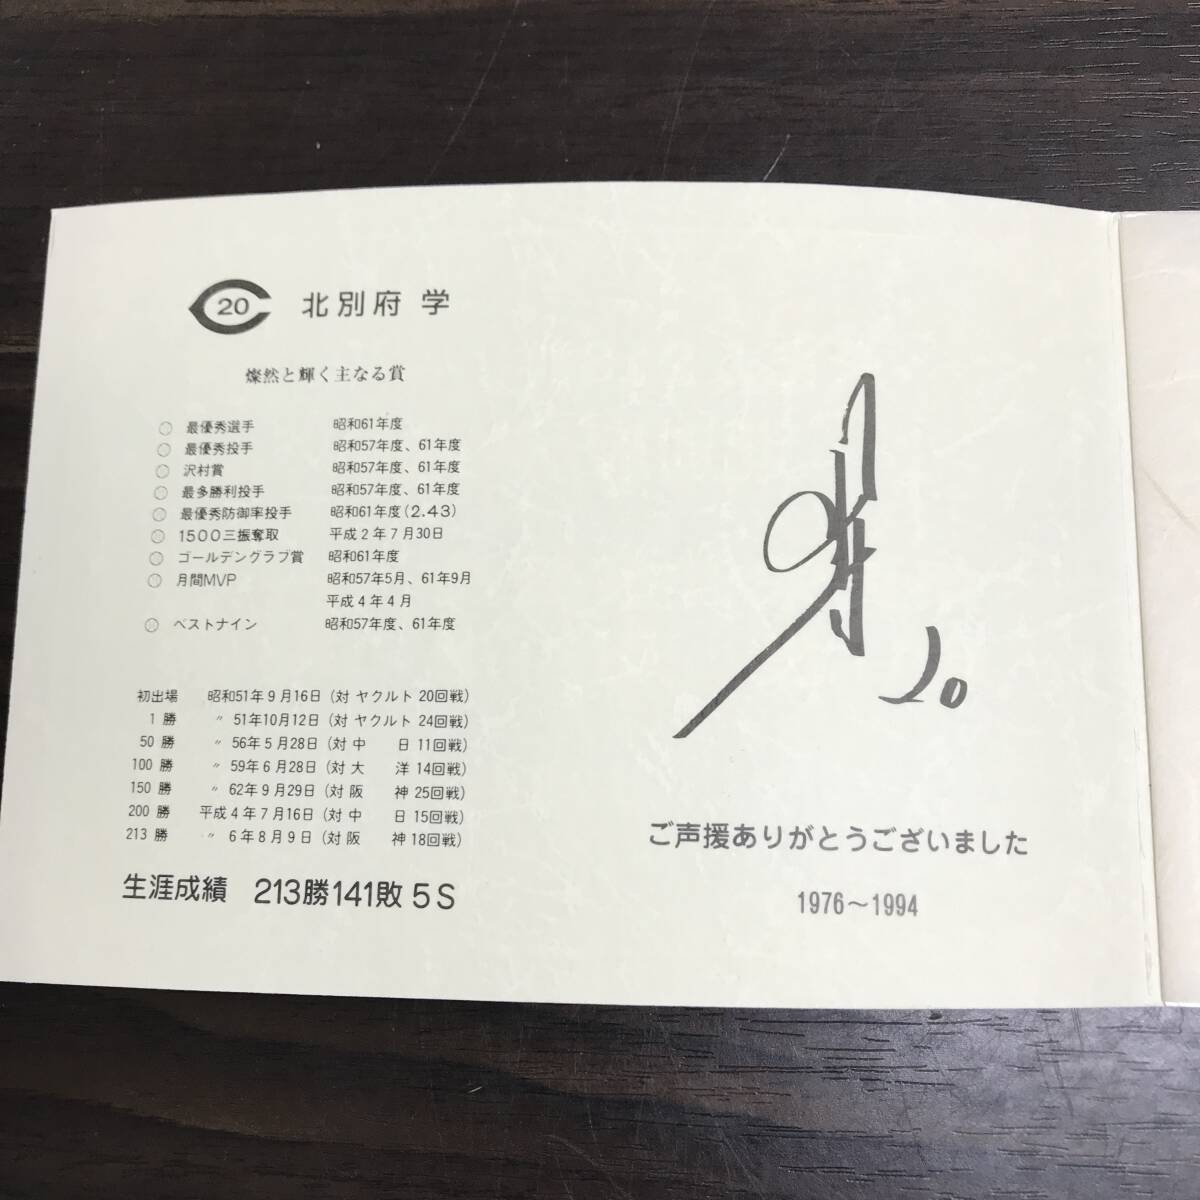 20 北別府 学
燦然と輝く主なる賞
○ 最優秀選手 昭和61年度
○ 最優秀投手 昭和57年度、61年度
○ 沢村賞 昭和57年度、61年度
○ 最多勝利投手 昭和57年度、61年度
○ 最優秀防御率投手 昭和61年度(2.43)
○ 1500三振奪取 平成2年7月30日
○ ゴールデングラブ賞 昭和61年度
○ 月間MVP 昭和57年5月、61年9月
平成4年4月
○ ベストナイン 昭和57年度、61年度
初出場 昭和51年9月16日(対 ヤクルト 20回戦)
1勝 〃 51年10月12日(対 ヤクルト 24回戦)
50勝 〃 56年5月28日(対 中 日 11回戦)
100勝 〃 59年6月28日(対 大 洋 14回戦)
150勝 〃 62年9月29日(対 阪 神 25回戦)
200勝 平成4年7月16日(対 中 日 15回戦)
213勝 〃 6年8月9日(対 阪 神 18回戦)
生涯成績 213勝141敗5S
20
ご声援ありがとうございました
1976～1994